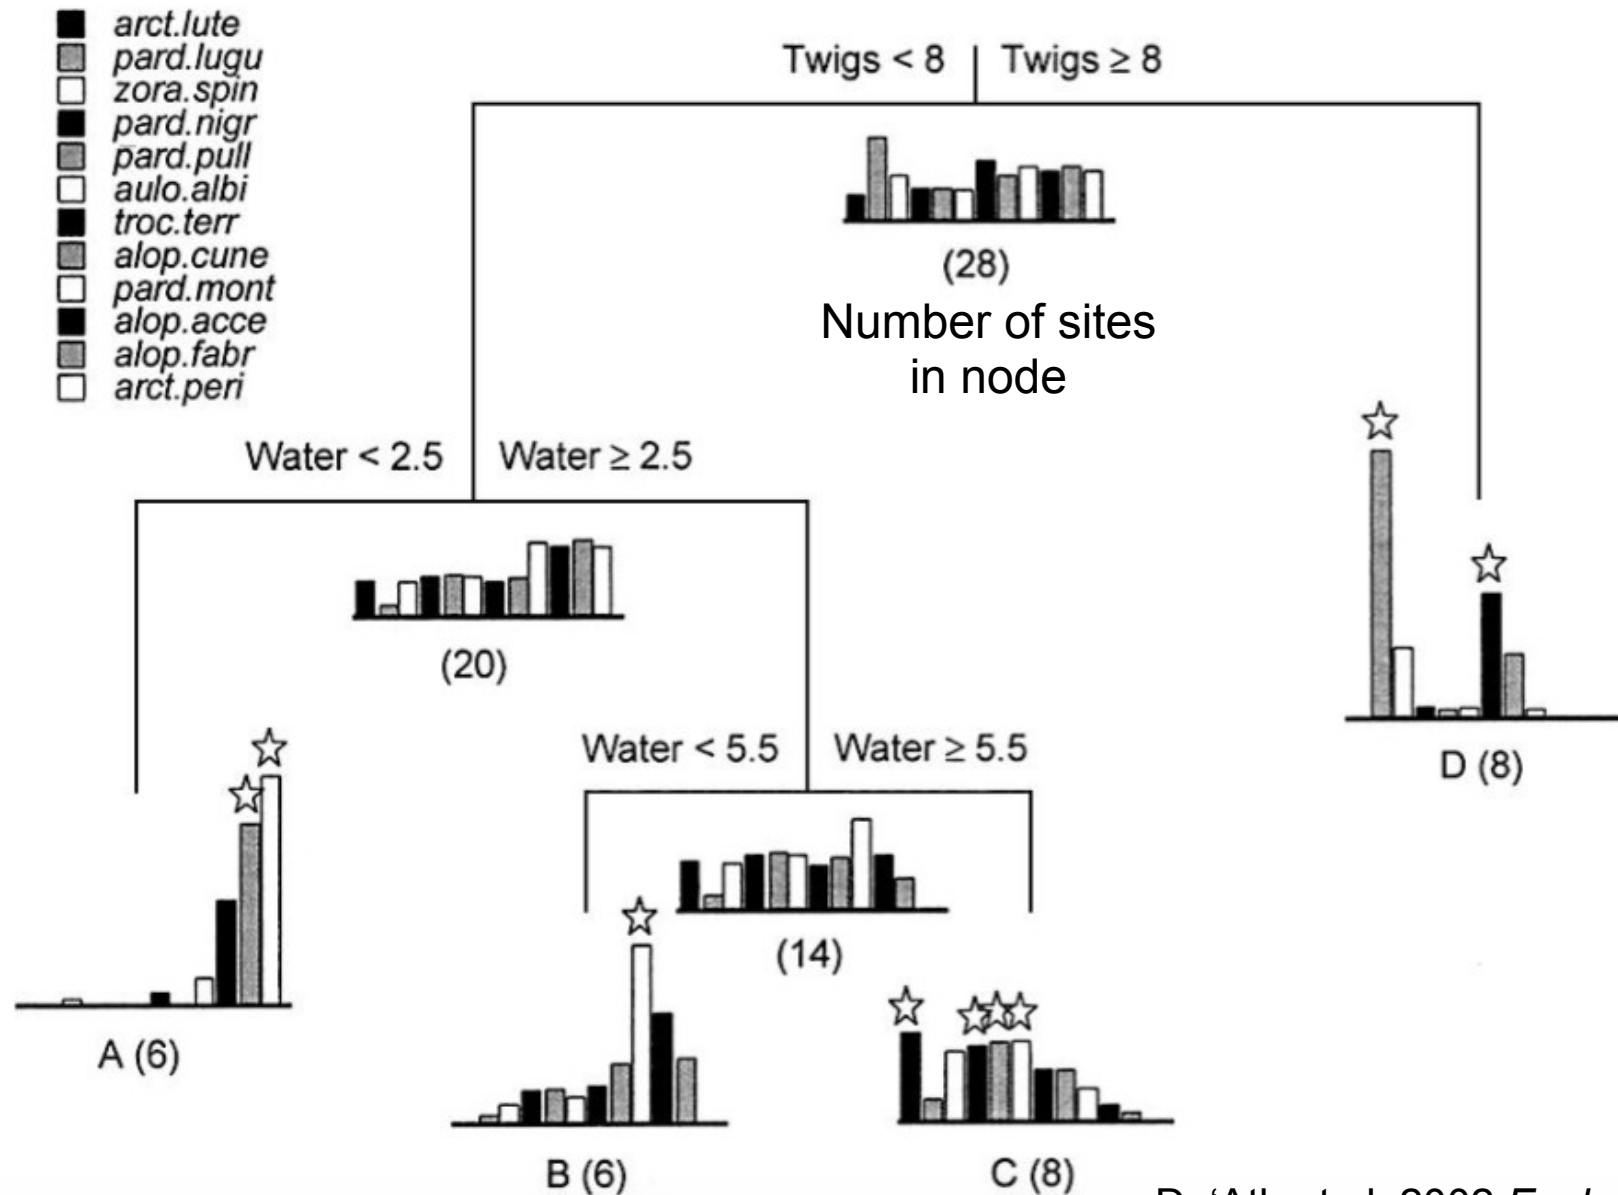 arct.lute
pard.lugu
zora.spin
pard.nigr
pard.pull
aulo.albi
troc.terr
alop.cune
pard.mont
alop.acce
alop.fabr
arct.peri
Twigs < 8 Twigs ≥ 8
(28)
Number of sites
in node
Water < 2.5 Water ≥ 2.5
(20)
D (8)
Water < 5.5 Water ≥ 5.5
(14)
A (6)
B (6)
C (8)